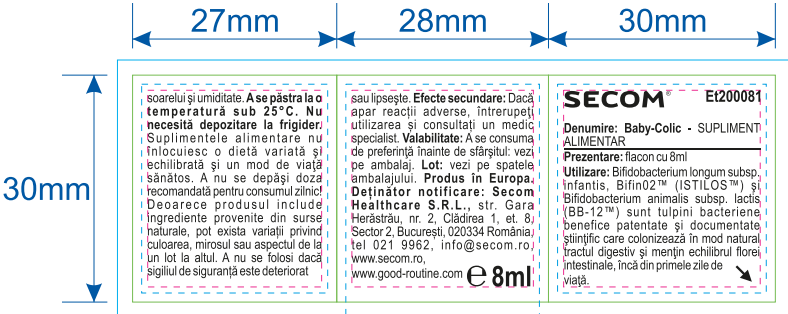 27mm
28mm
30mm
30mm
soarelui și umiditate. A se păstra la o
temperatură sub 25°C. Nu
necesită depozitare la frigider.
Suplimentele alimentare nu
înlocuiesc o dietă variată și
echilibrată și un mod de viață
sănătos. A nu se depăși doza
recomandată pentru consumul zilnic.
Deoarece produsul include
ingrediente provenite din surse
naturale, pot exista variații privind
culoarea, mirosul sau aspectul de la
un lot la altul. A nu se folosi dacă
sigiliul de siguranță este deteriorat
sau lipsește. Efecte secundare: Dacă
apar reacții adverse, întrerupeți
utilizarea și consultați un medic
specialist. Valabilitate: A se consuma
de preferință înainte de sfârșitul: vezi
pe ambalaj. Lot: vezi pe spatele
ambalajului. Produs în Europa.
Deținător notificare: Secom
Healthcare S.R.L., str. Gara
Herăstrău, nr. 2, Clădirea 1, et. 8,
Sector 2, București, 020334 România,
tel 021 9962, info@secom.ro,
www.secom.ro,
www.good-routine.com ℮ 8ml
SECOM® Et200081
Denumire: Baby-Colic - SUPLIMENT
ALIMENTAR
Prezentare: flacon cu 8ml
Utilizare: Bifidobacterium longum subsp.
infantis, Bifin02™ (ISTILOS™) și
Bifidobacterium animalis subsp. lactis
(BB-12™) sunt tulpini bacteriene
benefice patentate și documentate
științific care colonizează în mod natural
tractul digestiv și mențin echilibrul florei
intestinale, încă din primele zile de
viață.